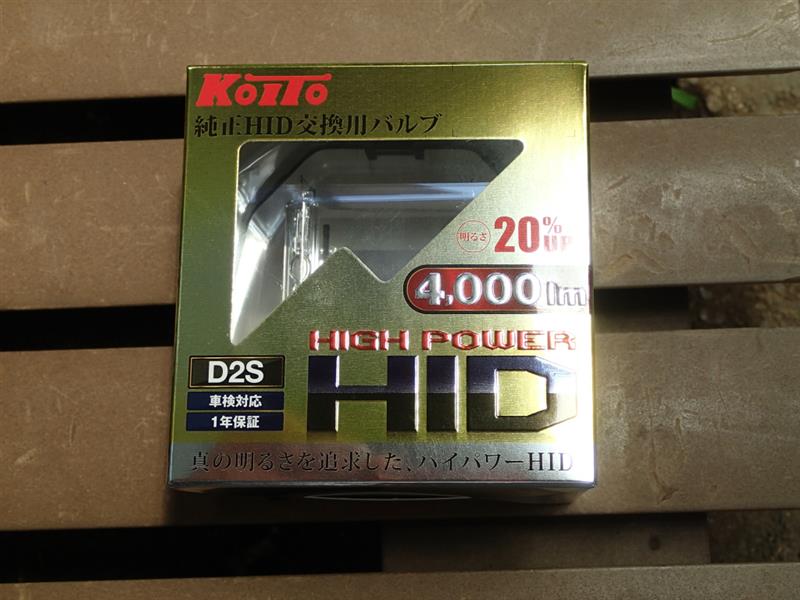 KOITO
純正HID交換用バルブ
明るさ 20%UP
4,000lm
HIGH POWER
HID
D2S
車検対応
1年保証
真の明るさを追求した、ハイパワーHID